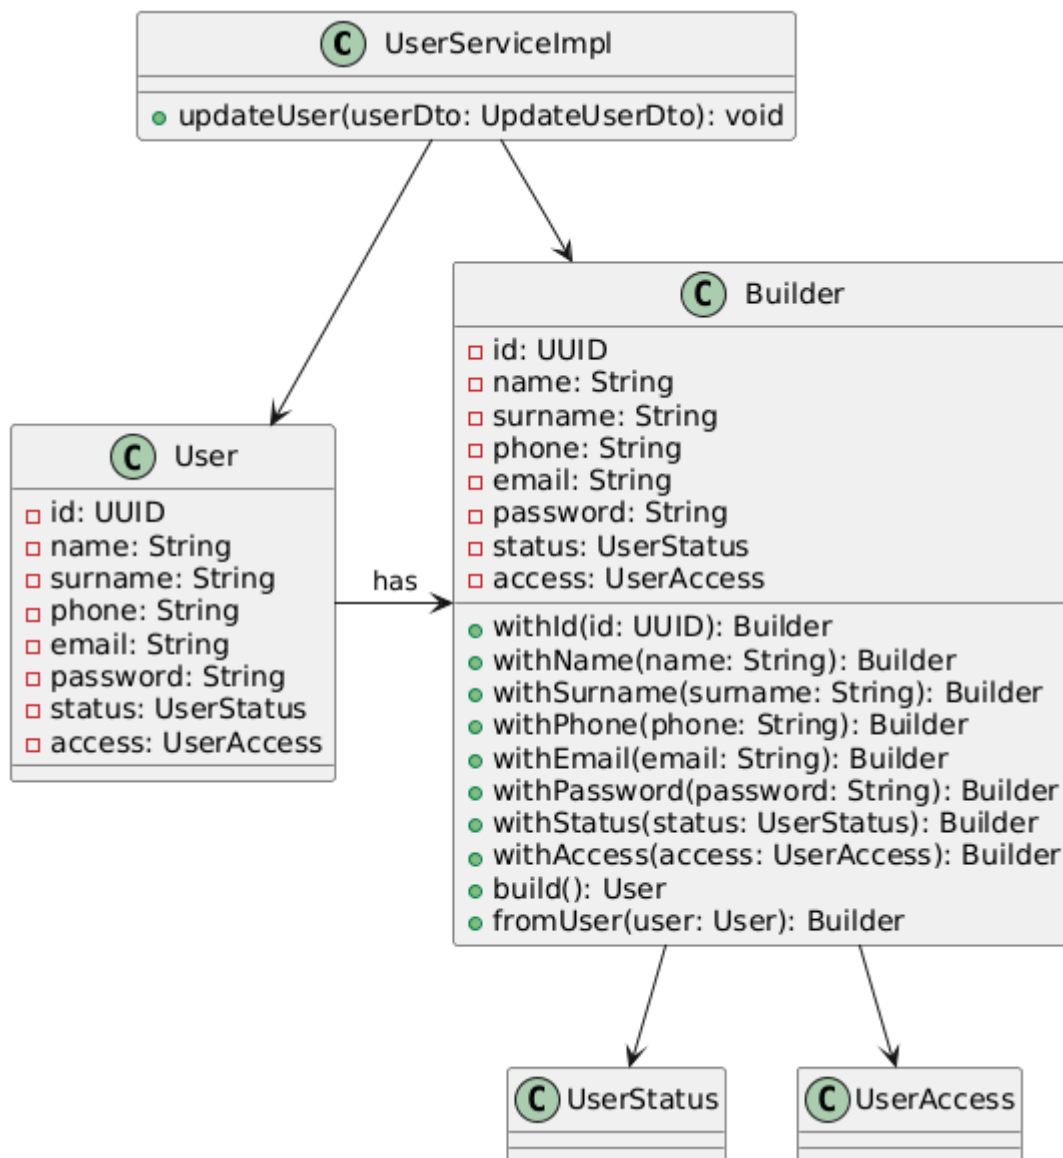 C UserServiceImpl
updateUser(userDto: UpdateUserDto): void
C Builder
id: UUID
name: String
surname: String
phone: String
email: String
password: String
status: UserStatus
access: UserAccess
withId(id: UUID): Builder
withName(name: String): Builder
withSurname(surname: String): Builder
withPhone(phone: String): Builder
withEmail(email: String): Builder
withPassword(password: String): Builder
withStatus(status: UserStatus): Builder
withAccess(access: UserAccess): Builder
build(): User
fromUser(user: User): Builder
C User
id: UUID
name: String
surname: String
phone: String
email: String
password: String
status: UserStatus
access: UserAccess
has
C UserStatus
C UserAccess